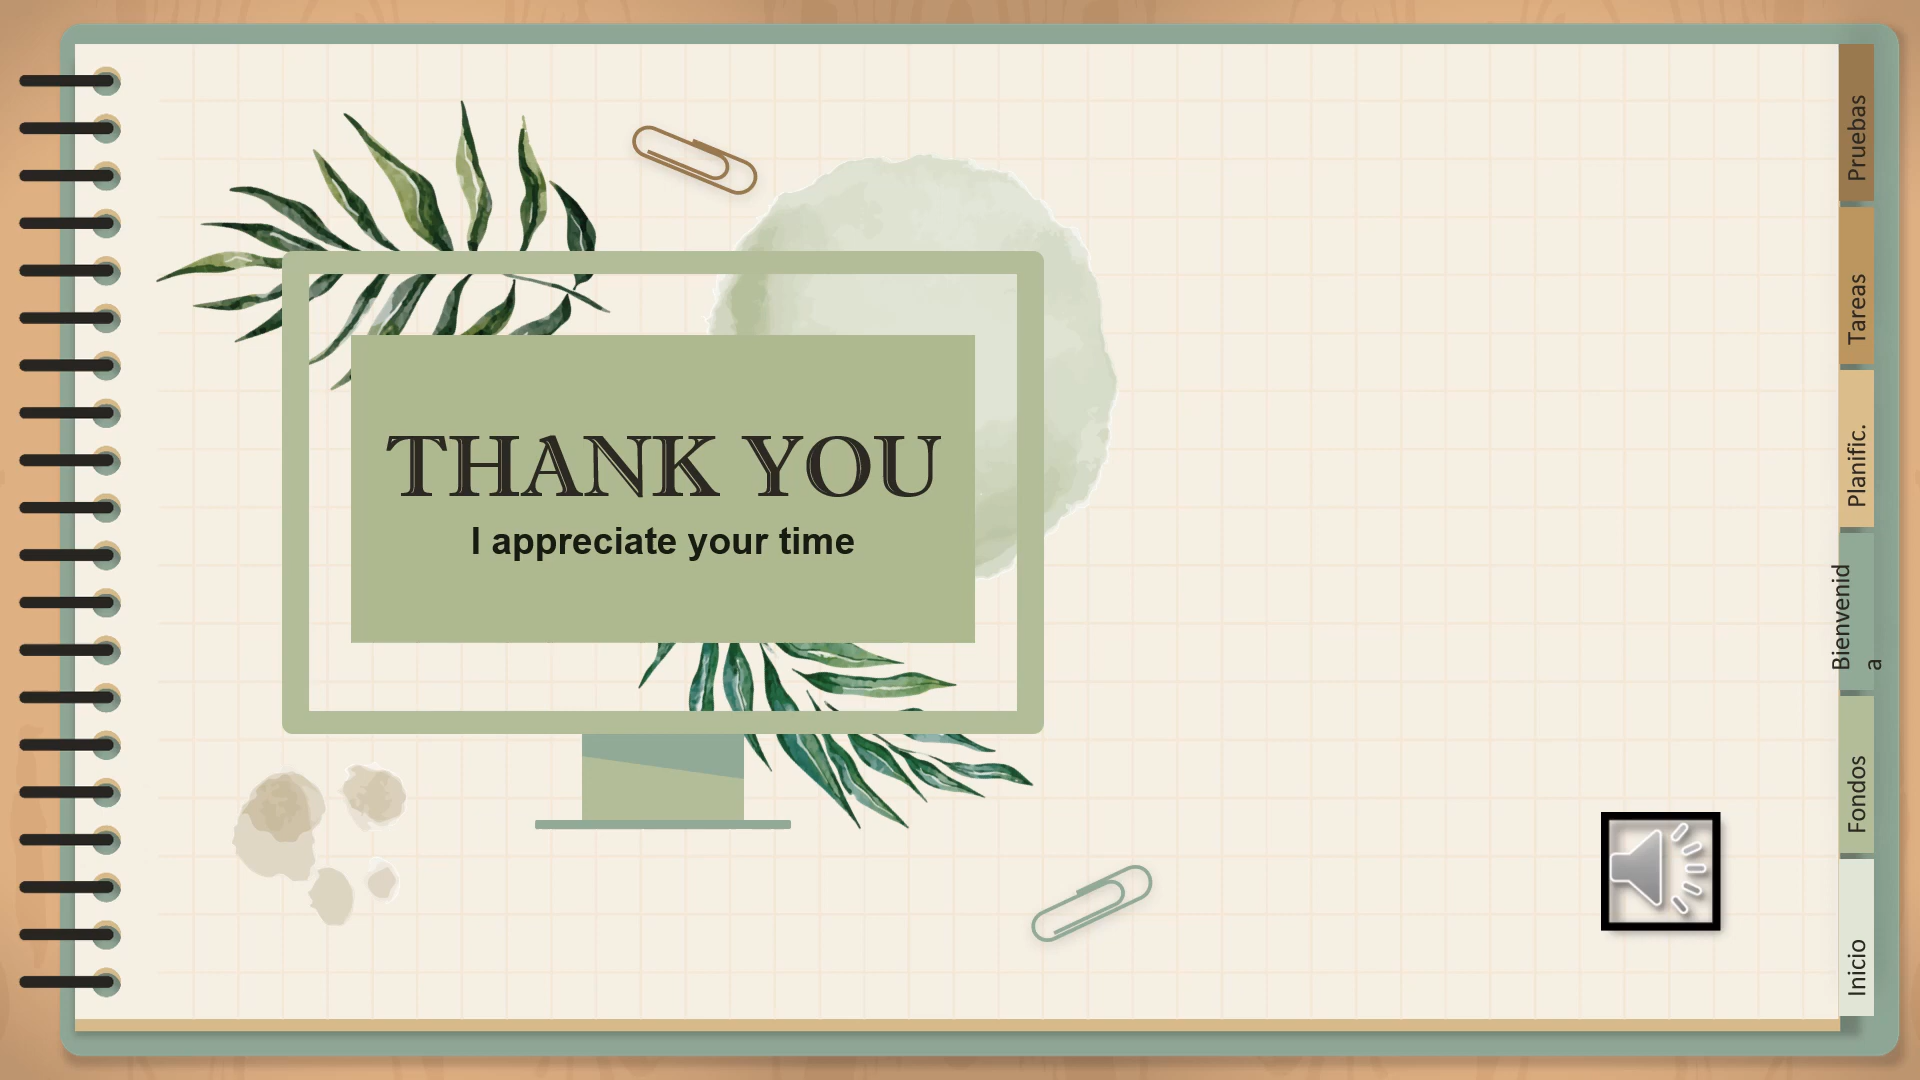 THANK YOU
I appreciate your time
Pruebas
Tareas
Planific.
Bienvenid
a
Fondos
Inicio